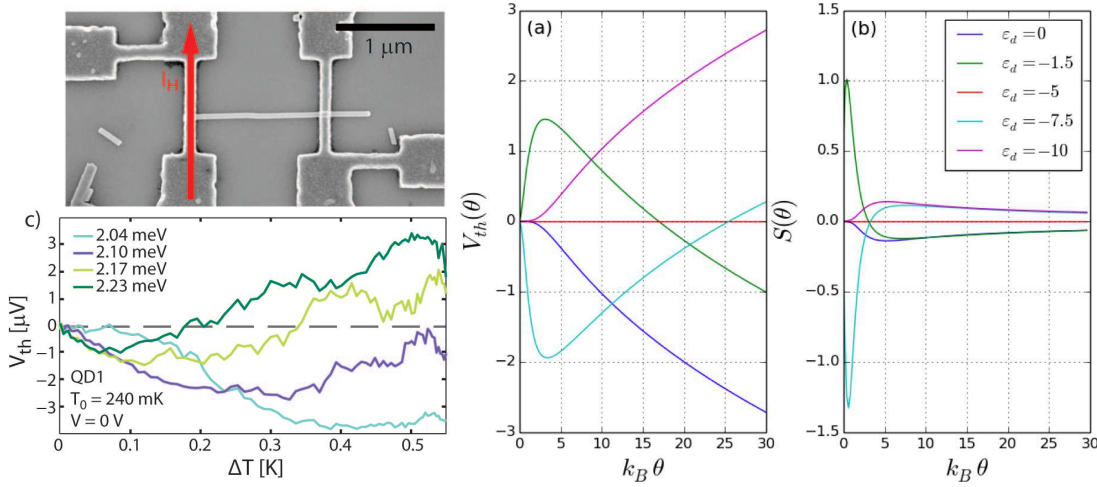 1 μm
I_H
c)
2.04 meV
2.10 meV
2.17 meV
2.23 meV
QD1
T_0 = 240 mK
V = 0 V
V_th [μV]
3
2
1
0
-1
-2
-3
0
0.1
0.2
0.3
0.4
0.5
ΔT [K]
(a)
V_th(θ)
3
2
1
0
−1
−2
−3
0
5
10
15
20
25
30
k_B θ
(b)
S(θ)
1.5
1.0
0.5
0.0
−0.5
−1.0
−1.5
0
5
10
15
20
25
30
k_B θ
ε_d = 0
ε_d = −1.5
ε_d = −5
ε_d = −7.5
ε_d = −10